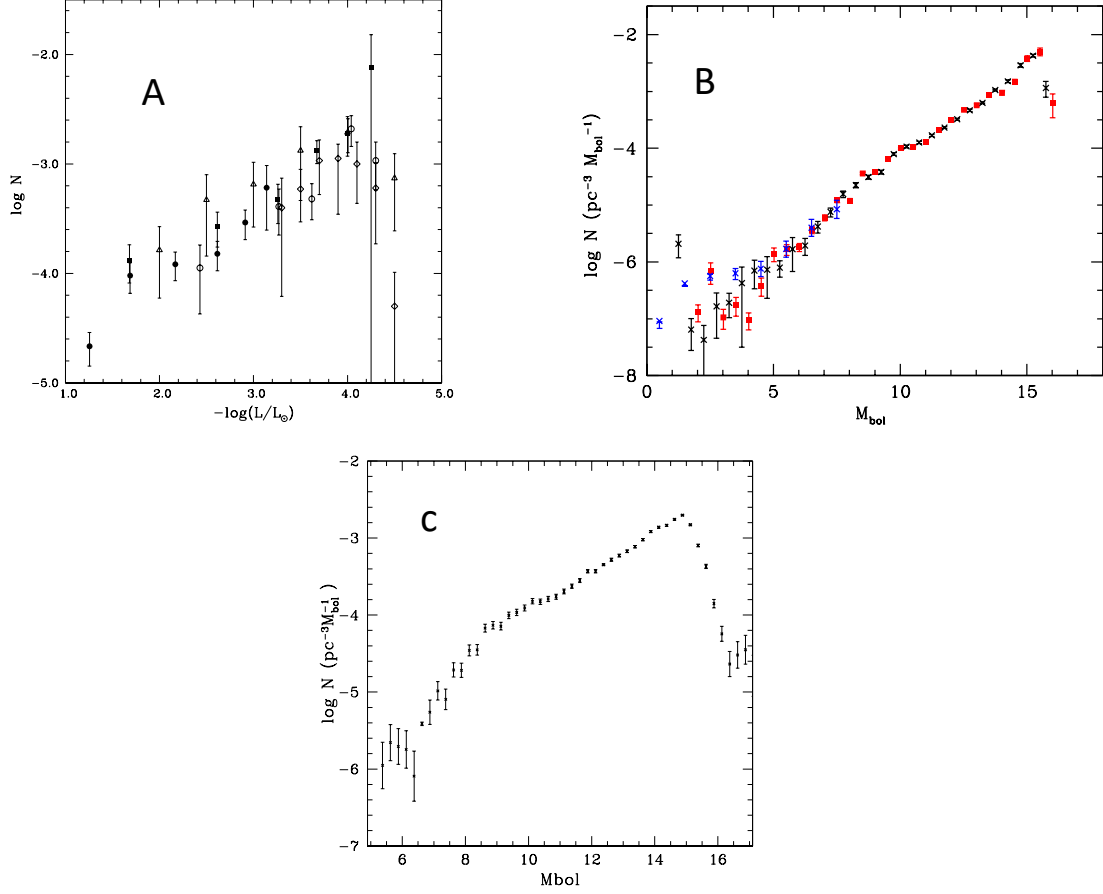 A
-2.0
-3.0
-4.0
-5.0
log N
1.0 2.0 3.0 4.0 5.0
-log(L/L☉)
B
-2
-4
-6
-8
log N (pc⁻³ M_bol⁻¹)
0 5 10 15
M_bol
c
-2
-3
-4
-5
-6
-7
log N (pc⁻³M_bol⁻¹)
6 8 10 12 14 16
Mbol